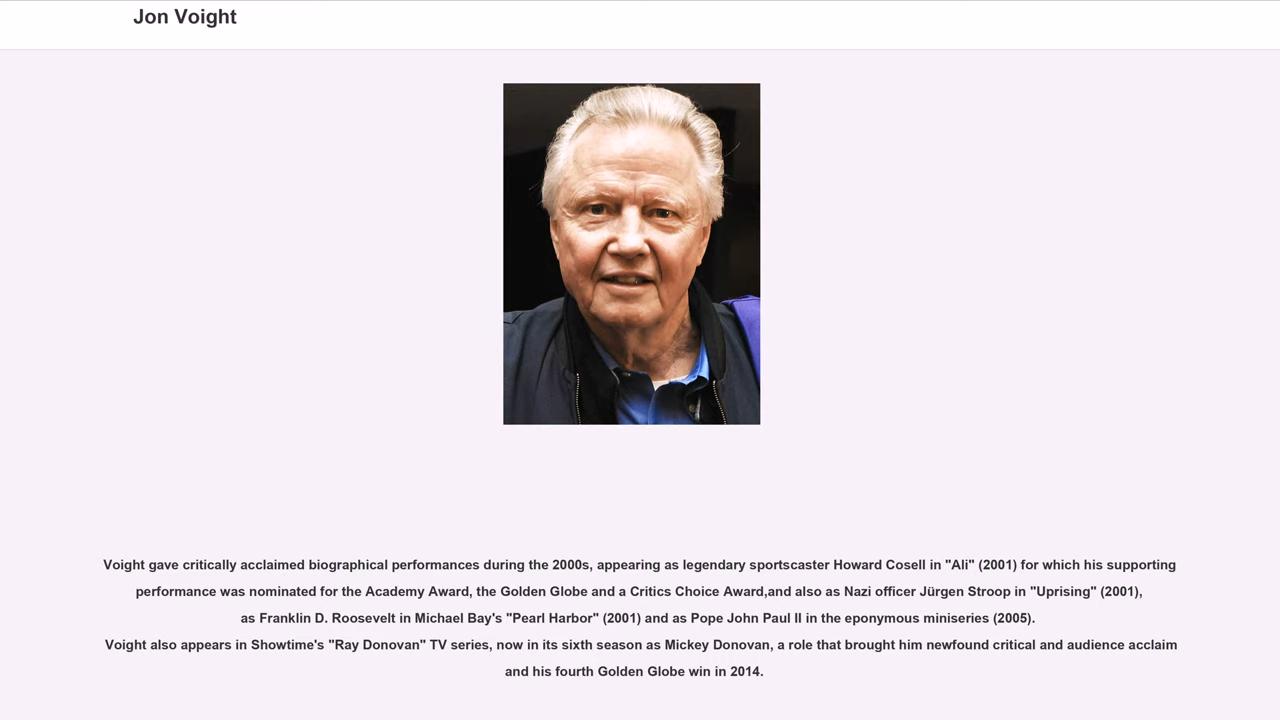 Jon Voight
Voight gave critically acclaimed biographical performances during the 2000s, appearing as legendary sportscaster Howard Cosell in "Ali" (2001) for which his supporting
performance was nominated for the Academy Award, the Golden Globe and a Critics Choice Award,and also as Nazi officer Jürgen Stroop in "Uprising" (2001),
as Franklin D. Roosevelt in Michael Bay's "Pearl Harbor" (2001) and as Pope John Paul II in the eponymous miniseries (2005).
Voight also appears in Showtime's "Ray Donovan" TV series, now in its sixth season as Mickey Donovan, a role that brought him newfound critical and audience acclaim
and his fourth Golden Globe win in 2014.